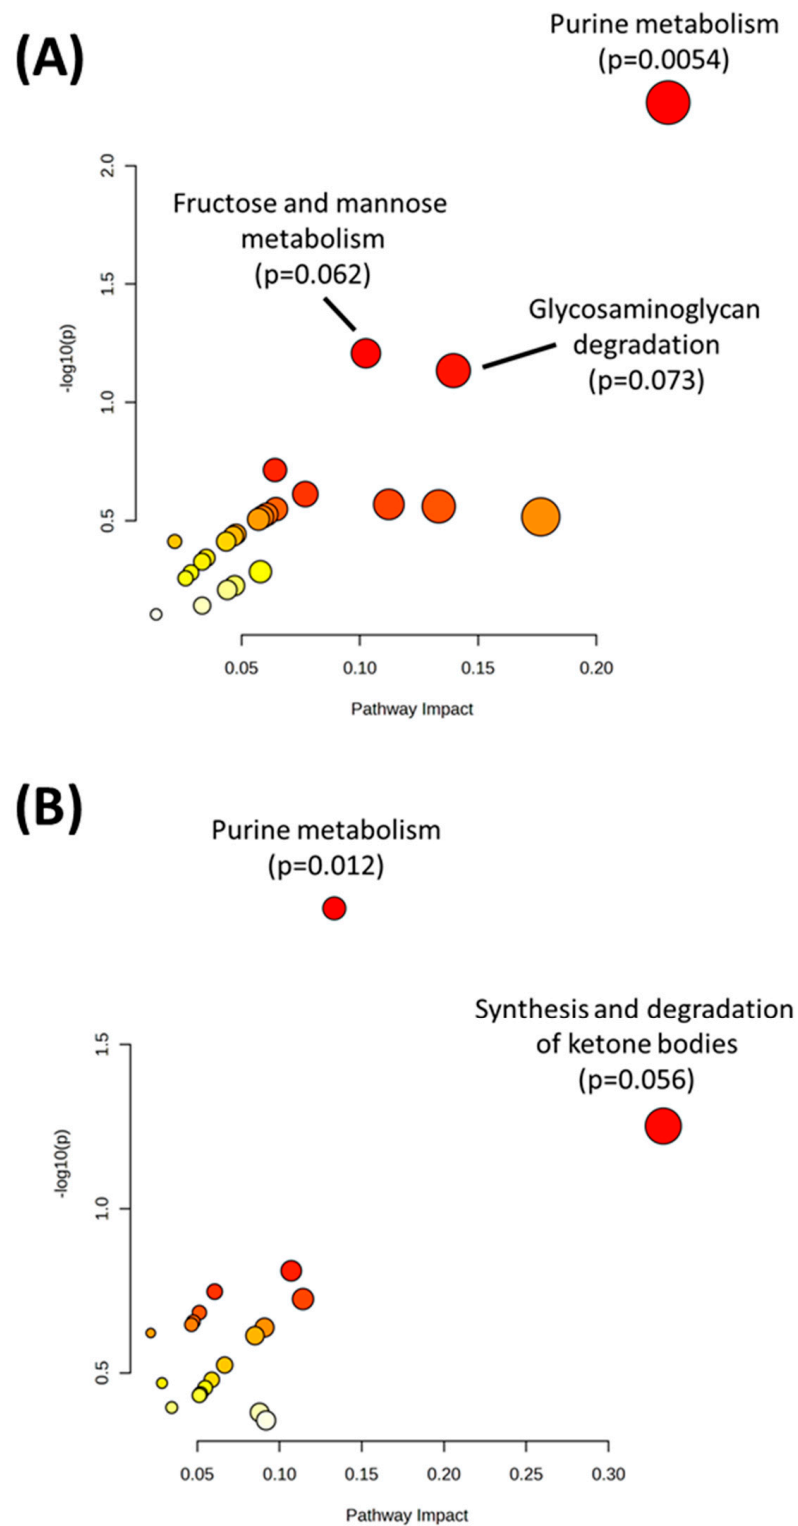 (A)
Purine metabolism
(p=0.0054)
2.0
Fructose and mannose
metabolism
(p=0.062)
1.5
Glycosaminoglycan
degradation
(p=0.073)
-log10(p)
1.0
0.5
0.05 0.10 0.15 0.20
Pathway Impact
(B)
Purine metabolism
(p=0.012)
Synthesis and degradation
of ketone bodies
(p=0.056)
1.5
-log10(p)
1.0
0.5
0.05 0.10 0.15 0.20 0.25 0.30
Pathway Impact